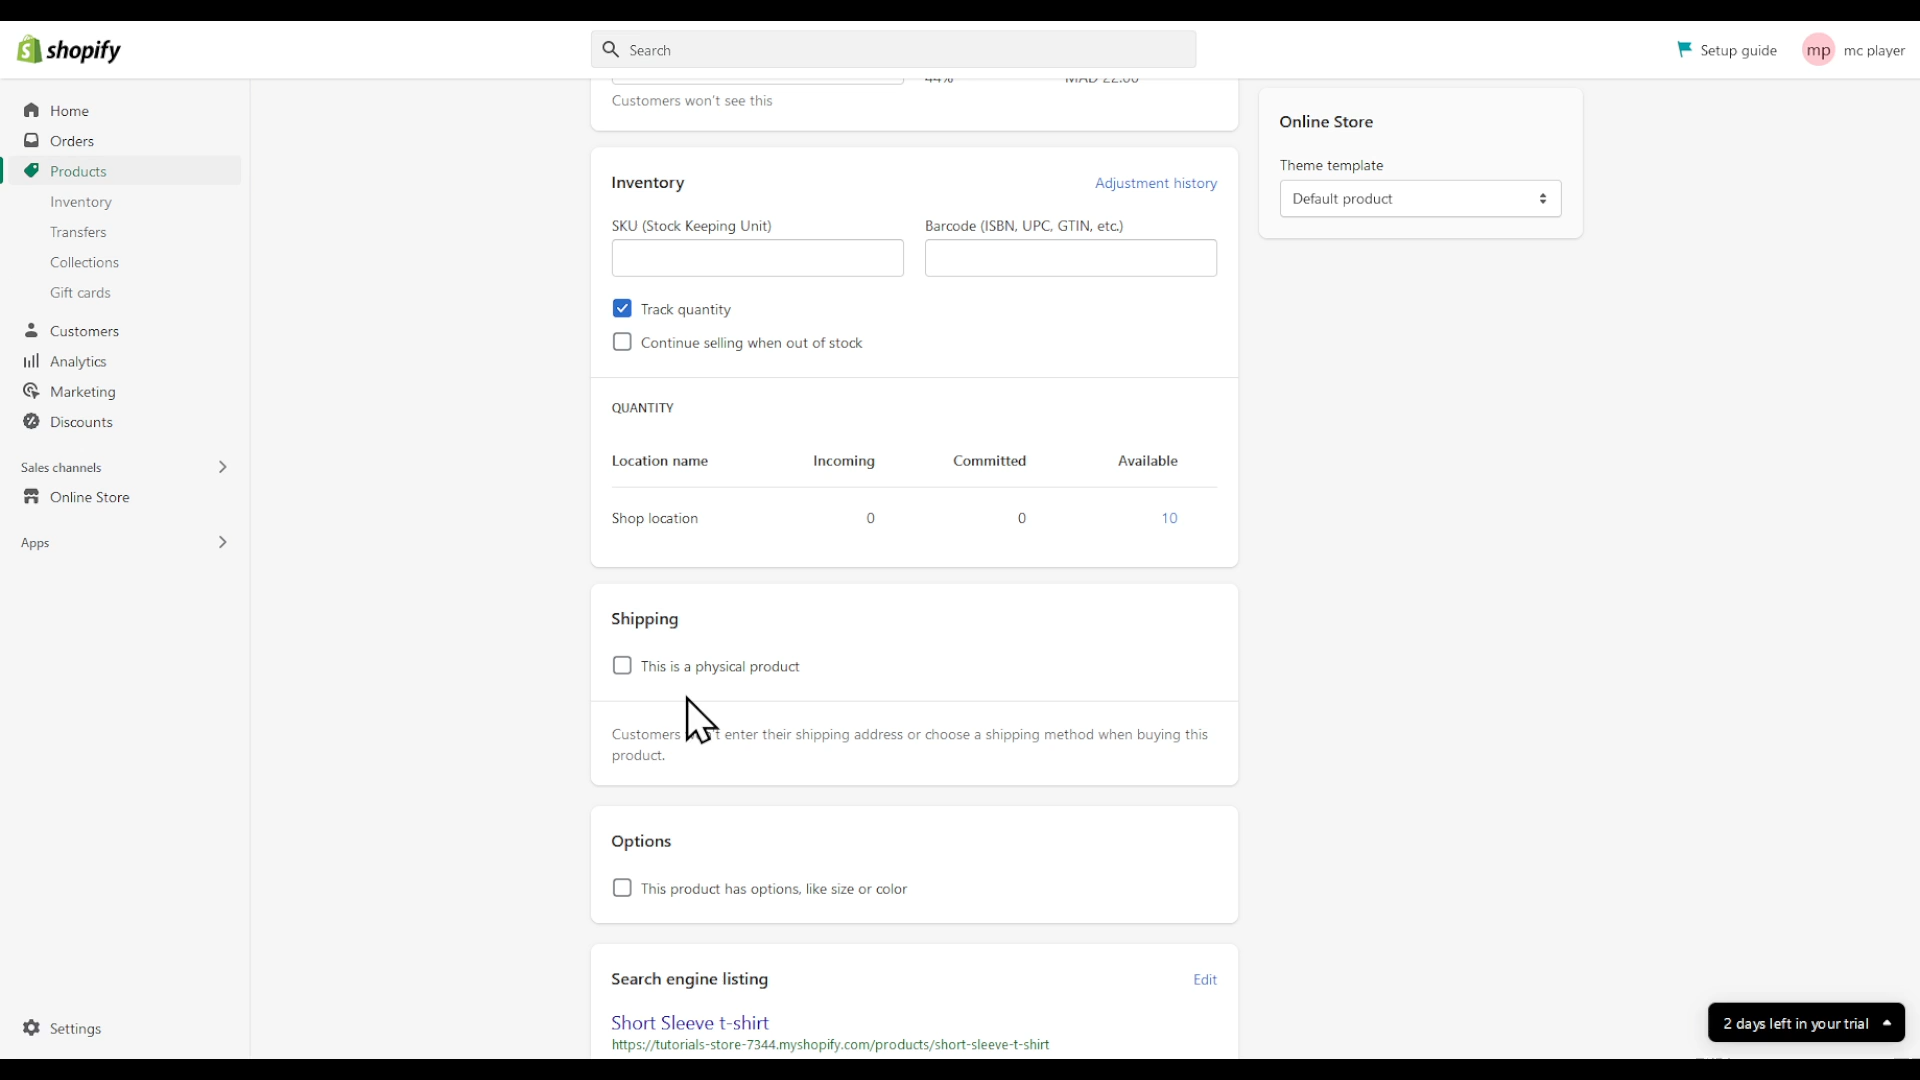 shopify
Search
Setup guide
mp
mc player
Home
Orders
Products
Inventory
Transfers
Collections
Gift cards
Customers
Analytics
Marketing
Discounts
Sales channels
Online Store
Apps
Settings
44%
MAD 22.00
Customers won't see this
Inventory
Adjustment history
SKU (Stock Keeping Unit)
Barcode (ISBN, UPC, GTIN, etc.)
Track quantity
Continue selling when out of stock
QUANTITY
Location name Incoming Committed Available
Shop location 0 0 10
Shipping
This is a physical product
Customers enter their shipping address or choose a shipping method when buying this
product.
Options
This product has options, like size or color
Search engine listing
Edit
Short Sleeve t-shirt
https://tutorials-store-7344.myshopify.com/products/short-sleeve-t-shirt
Online Store
Theme template
Default product
2 days left in your trial